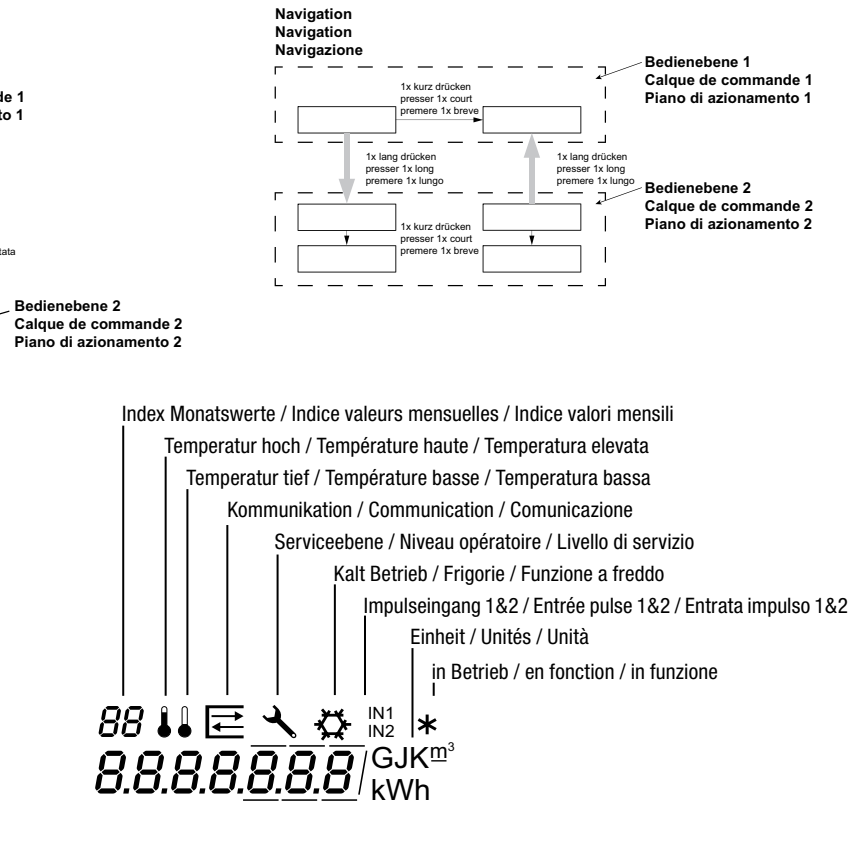 Navigation
Navigation
Navigazione
Bedienebene 1
Calque de commande 1
Piano di azionamento 1
de 1
to 1
1x kurz drücken
presser 1x court
premere 1x breve
1x lang drücken
presser 1x long
premere 1x lungo
1x lang drücken
presser 1x long
premere 1x lungo
Bedienebene 2
Calque de commande 2
Piano di azionamento 2
1x kurz drücken
presser 1x court
premere 1x breve
tata
Bedienebene 2
Calque de commande 2
Piano di azionamento 2
Index Monatswerte / Indice valeurs mensuelles / Indice valori mensili
Temperatur hoch / Température haute / Temperatura elevata
Temperatur tief / Température basse / Temperatura bassa
Kommunikation / Communication / Comunicazione
Serviceebene / Niveau opératoire / Livello di servizio
Kalt Betrieb / Frigorie / Funzione a freddo
Impulseingang 1&2 / Entrée pulse 1&2 / Entrata impulso 1&2
Einheit / Unités / Unità
in Betrieb / en fonction / in funzione
88 IN1 *
IN2
8.8.8.8.8.8.8 / GJKm³
kWh